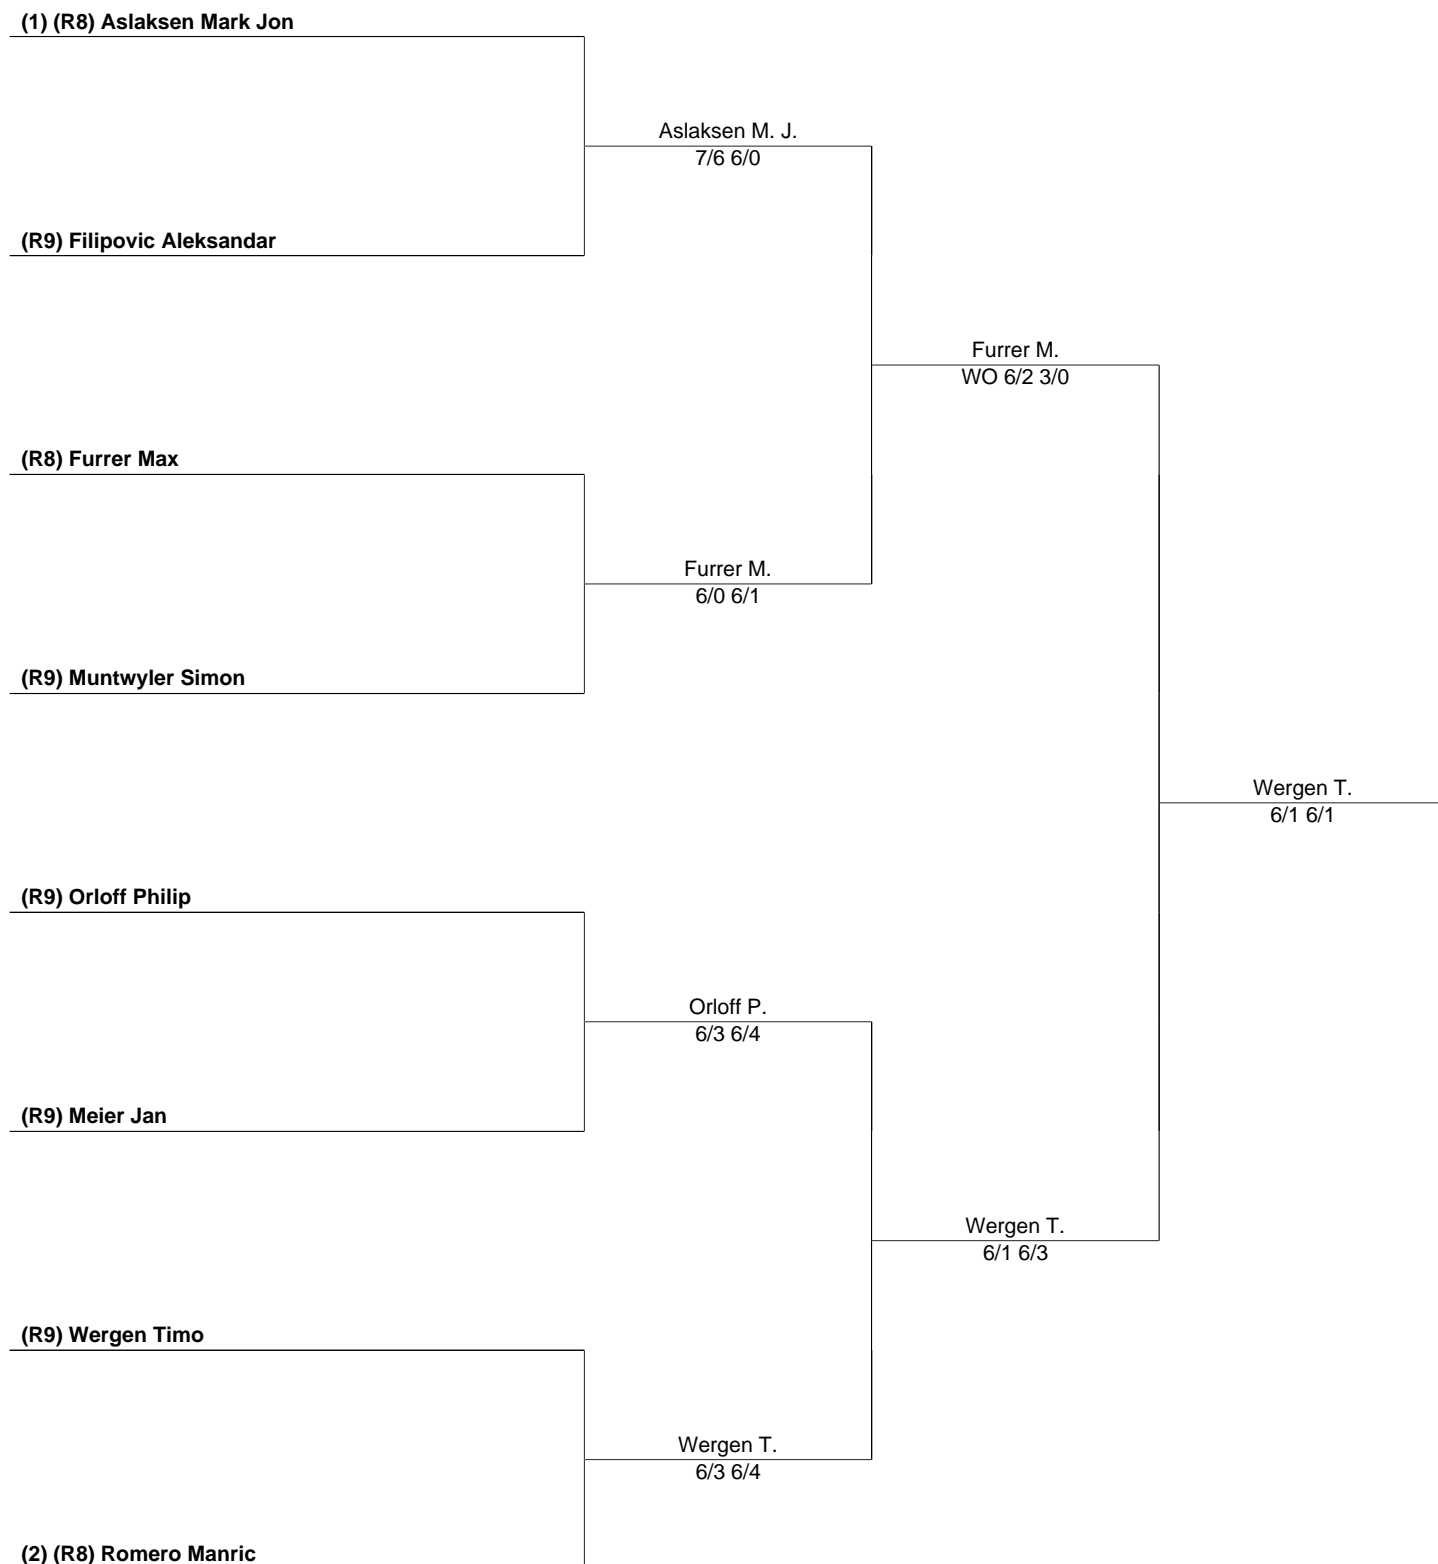 (1) (R8) Aslaksen Mark Jon
Aslaksen M. J.
7/6 6/0
(R9) Filipovic Aleksandar
Furrer M.
WO 6/2 3/0
(R8) Furrer Max
Furrer M.
6/0 6/1
(R9) Muntwyler Simon
Wergen T.
6/1 6/1
(R9) Orloff Philip
Orloff P.
6/3 6/4
(R9) Meier Jan
Wergen T.
6/1 6/3
(R9) Wergen Timo
Wergen T.
6/3 6/4
(2) (R8) Romero Manric